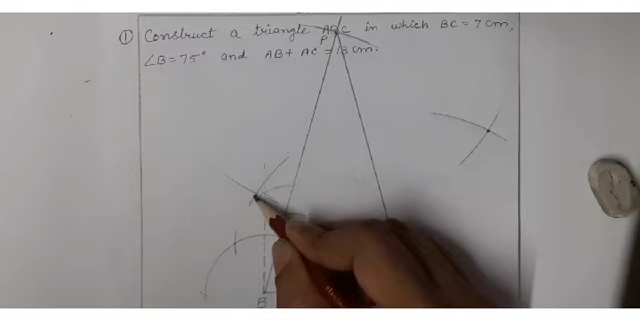 ① Construct a triangle ABC in which BC = 7 cm,
∠B = 75° and AB + AC = 13 cm.
P
B